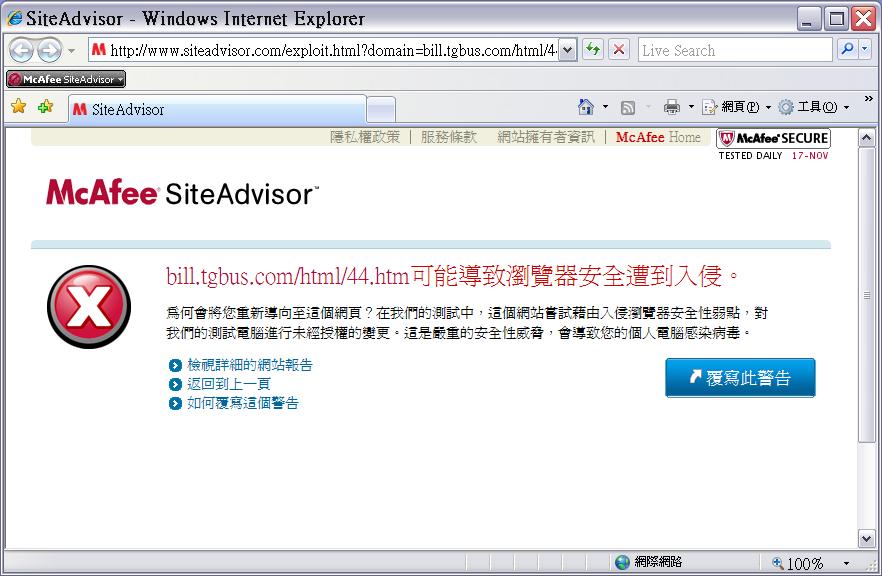 SiteAdvisor - Windows Internet Explorer
http://www.siteadvisor.com/exploit.html?domain=bill.tgbus.com/html/4
Live Search
McAfee SiteAdvisor
SiteAdvisor
網頁(P)
工具(O)
隱私權政策 | 服務條款 網站擁有者資訊 | McAfee Home
McAfee SECURE
TESTED DAILY 17-NOV
McAfee SiteAdvisor™
bill.tgbus.com/html/44.htm可能導致瀏覽器安全遭到入侵。
為何會將您重新導向至這個網頁？在我們的測試中，這個網站嘗試藉由入侵瀏覽器安全性弱點，對
我們的測試電腦進行未經授權的變更。這是嚴重的安全性威脅，會導致您的個人電腦感染病毒。
檢視詳細的網站報告
返回到上一頁
如何覆寫這個警告
覆寫此警告
網際網路
100%